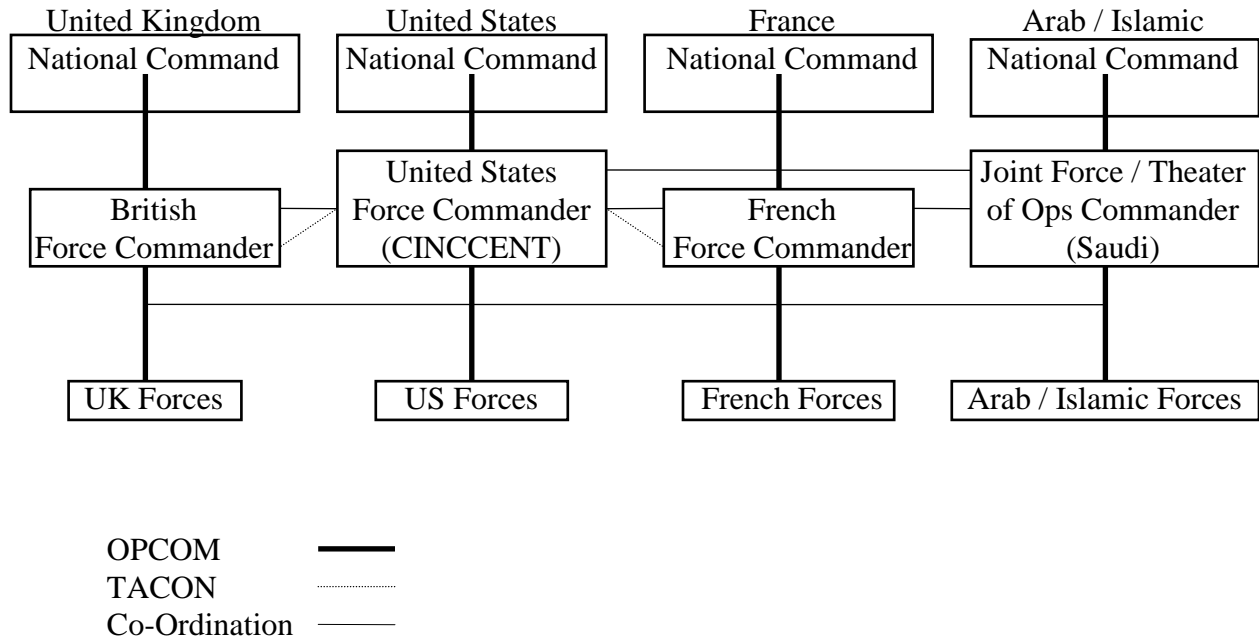 United Kingdom
National Command
United States
National Command
France
National Command
Arab / Islamic
National Command
British
Force Commander
United States
Force Commander
(CINCCENT)
French
Force Commander
Joint Force / Theater
of Ops Commander
(Saudi)
UK Forces
US Forces
French Forces
Arab / Islamic Forces
OPCOM
TACON
Co-Ordination